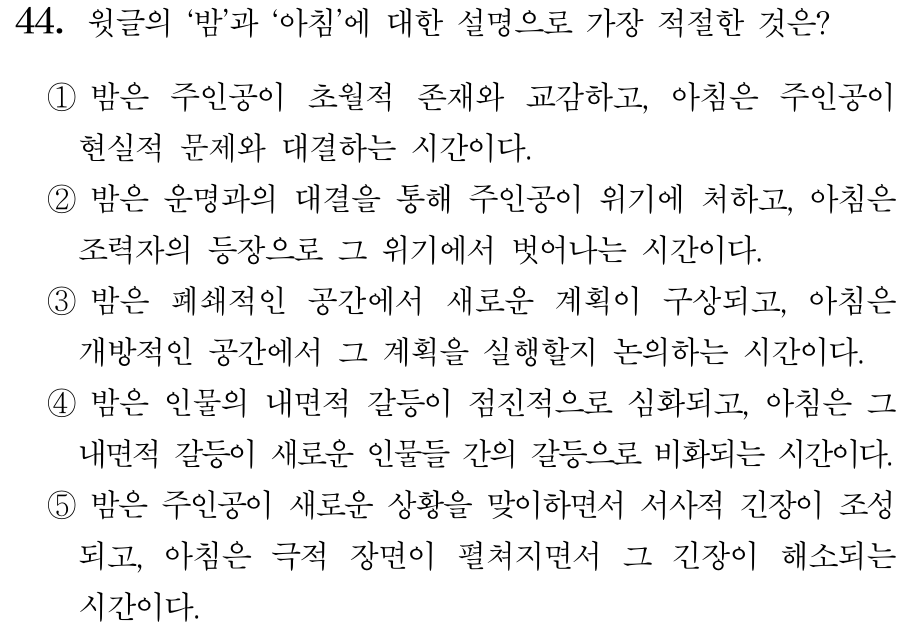 44. 윗글의 ‘밤’과 ‘아침’에 대한 설명으로 가장 적절한 것은?
① 밤은 주인공이 초월적 존재와 교감하고, 아침은 주인공이
현실적 문제와 대결하는 시간이다.
② 밤은 운명과의 대결을 통해 주인공이 위기에 처하고, 아침은
조력자의 등장으로 그 위기에서 벗어나는 시간이다.
③ 밤은 폐쇄적인 공간에서 새로운 계획이 구상되고, 아침은
개방적인 공간에서 그 계획을 실행할지 논의하는 시간이다.
④ 밤은 인물의 내면적 갈등이 점진적으로 심화되고, 아침은 그
내면적 갈등이 새로운 인물들 간의 갈등으로 비화되는 시간이다.
⑤ 밤은 주인공이 새로운 상황을 맞이하면서 서사적 긴장이 조성
되고, 아침은 극적 장면이 펼쳐지면서 그 긴장이 해소되는
시간이다.